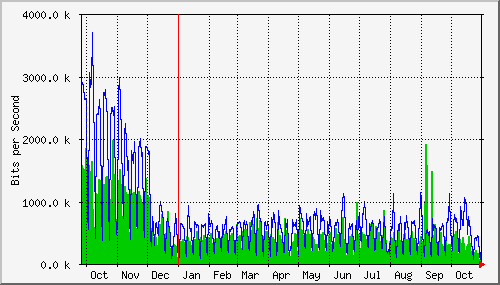 4000.0 k
3000.0 k
2000.0 k
1000.0 k
0.0 k
Bits per Second
Oct Nov Dec Jan Feb Mar Apr May Jun Jul Aug Sep Oct